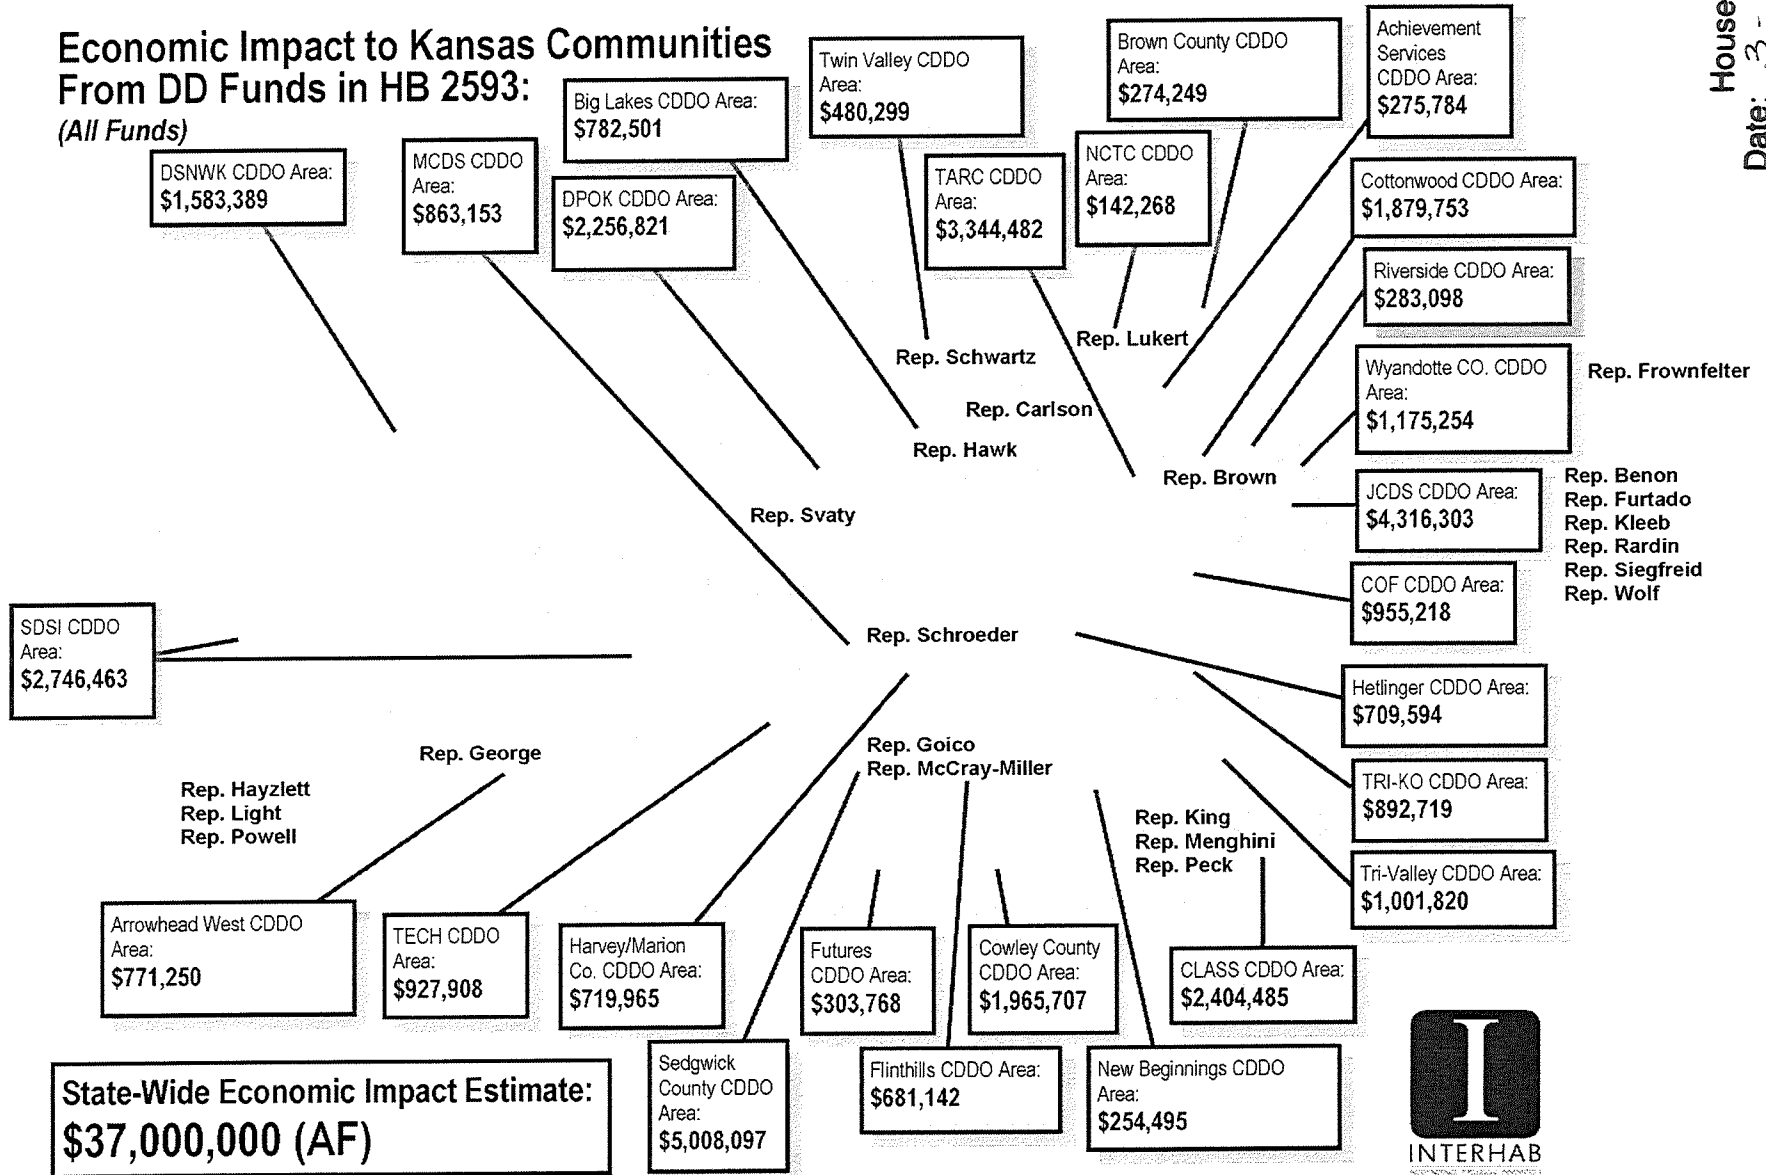 Economic Impact to Kansas Communities
From DD Funds in HB 2593:
(All Funds)
House
Date: 3 -
DSNWK CDDO Area:
$1,583,389
MCDS CDDO
Area:
$863,153
Big Lakes CDDO Area:
$782,501
DPOK CDDO Area:
$2,256,821
Twin Valley CDDO
Area:
$480,299
TARC CDDO
Area:
$3,344,482
Brown County CDDO
Area:
$274,249
NCTC CDDO
Area:
$142,268
Achievement
Services
CDDO Area:
$275,784
Cottonwood CDDO Area:
$1,879,753
Riverside CDDO Area:
$283,098
Wyandotte CO. CDDO
Area:
$1,175,254
Rep. Frownfelter
JCDS CDDO Area:
$4,316,303
Rep. Benon
Rep. Furtado
Rep. Kleeb
Rep. Rardin
Rep. Siegfreid
Rep. Wolf
COF CDDO Area:
$955,218
Hetlinger CDDO Area:
$709,594
TRI-KO CDDO Area:
$892,719
Tri-Valley CDDO Area:
$1,001,820
Rep. Schwartz
Rep. Lukert
Rep. Carlson
Rep. Hawk
Rep. Brown
Rep. Svaty
Rep. Schroeder
SDSI CDDO
Area:
$2,746,463
Rep. George
Rep. Hayzlett
Rep. Light
Rep. Powell
Rep. Goico
Rep. McCray-Miller
Rep. King
Rep. Menghini
Rep. Peck
Arrowhead West CDDO
Area:
$771,250
TECH CDDO
Area:
$927,908
Harvey/Marion
Co. CDDO Area:
$719,965
Sedgwick
County CDDO
Area:
$5,008,097
Futures
CDDO Area:
$303,768
Flinthills CDDO Area:
$681,142
Cowley County
CDDO Area:
$1,965,707
New Beginnings CDDO
Area:
$254,495
CLASS CDDO Area:
$2,404,485
State-Wide Economic Impact Estimate:
$37,000,000 (AF)
I
INTERHAB